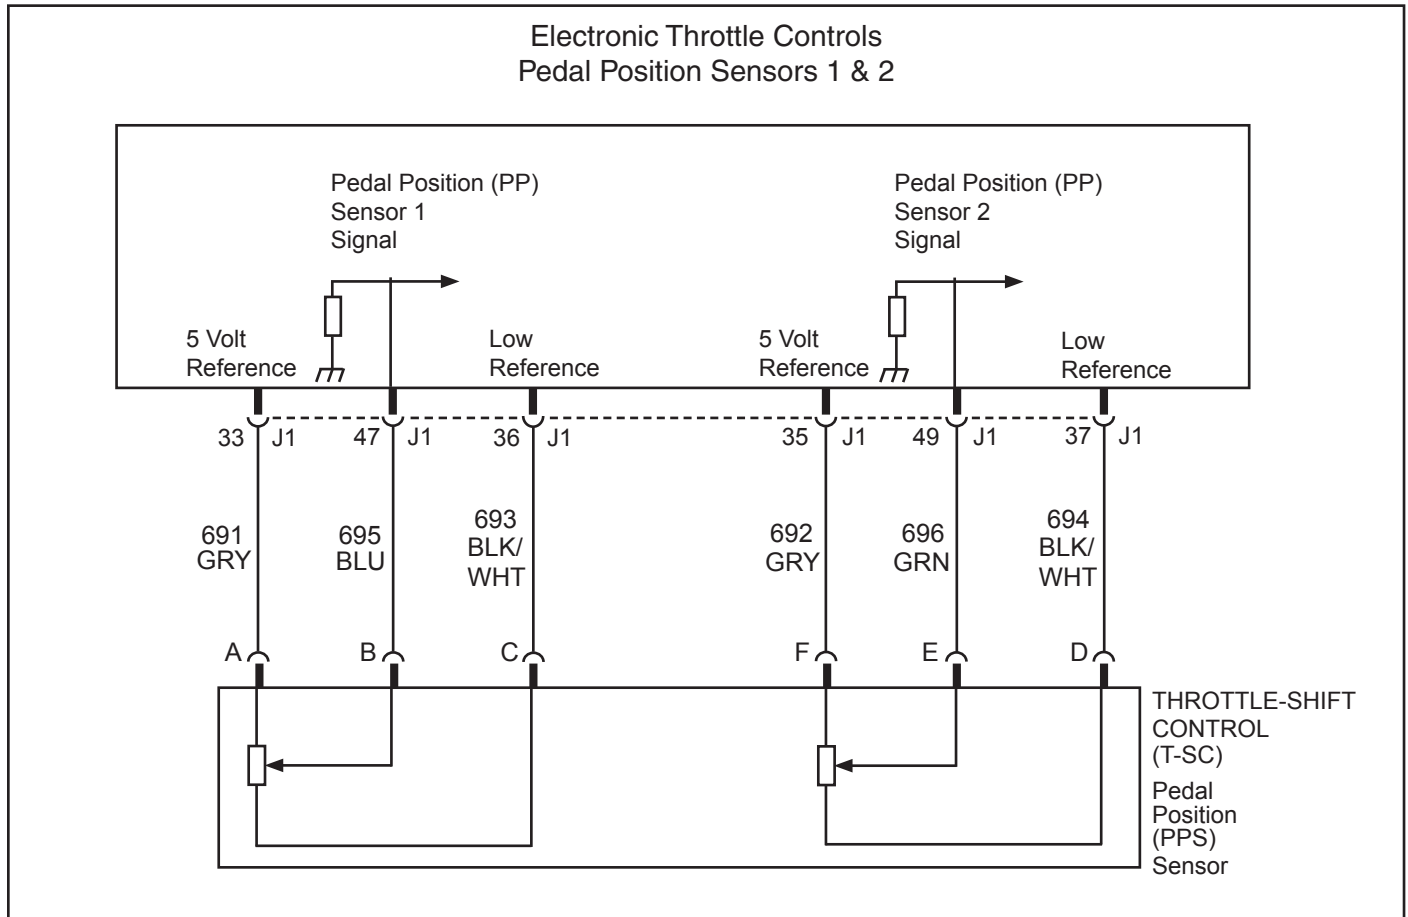 Electronic Throttle Controls
Pedal Position Sensors 1 & 2
Pedal Position (PP)
Sensor 1
Signal
Pedal Position (PP)
Sensor 2
Signal
5 Volt
Reference
Low
Reference
5 Volt
Reference
Low
Reference
33 J1 47 J1 36 J1 35 J1 49 J1 37 J1
691
GRY
695
BLU
693
BLK/
WHT
692
GRY
696
GRN
694
BLK/
WHT
A B C F E D
THROTTLE-SHIFT
CONTROL
(T-SC)
Pedal
Position
(PPS)
Sensor